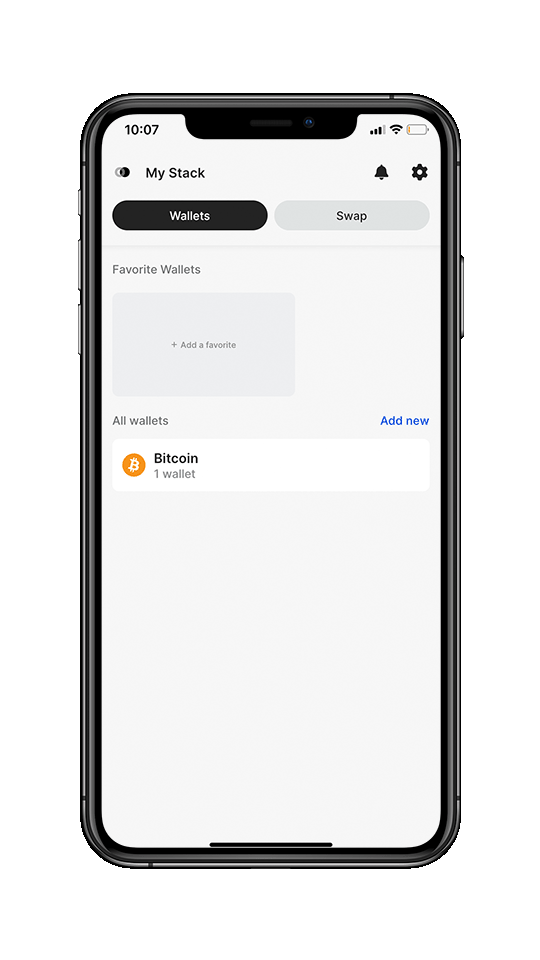 10:07
My Stack
Wallets
Swap
Favorite Wallets
+ Add a favorite
All wallets
Add new
Bitcoin
1 wallet